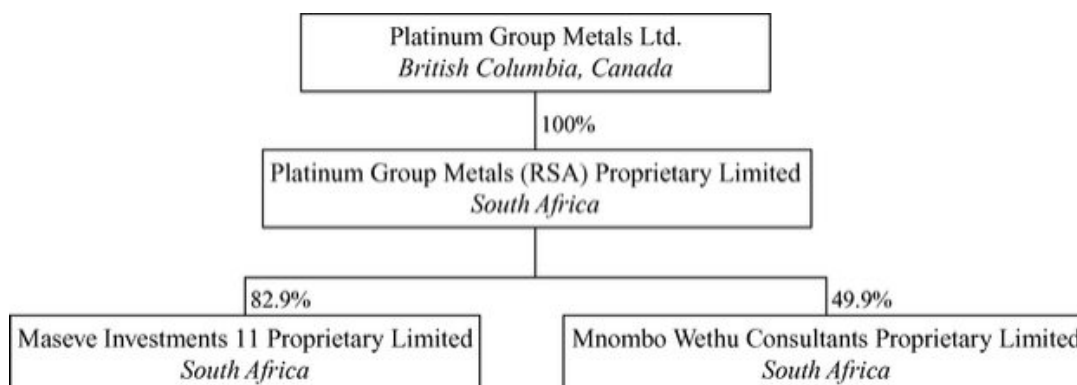 Platinum Group Metals Ltd.
British Columbia, Canada
100%
Platinum Group Metals (RSA) Proprietary Limited
South Africa
82.9%
49.9%
Maseve Investments 11 Proprietary Limited
South Africa
Mnombo Wethu Consultants Proprietary Limited
South Africa